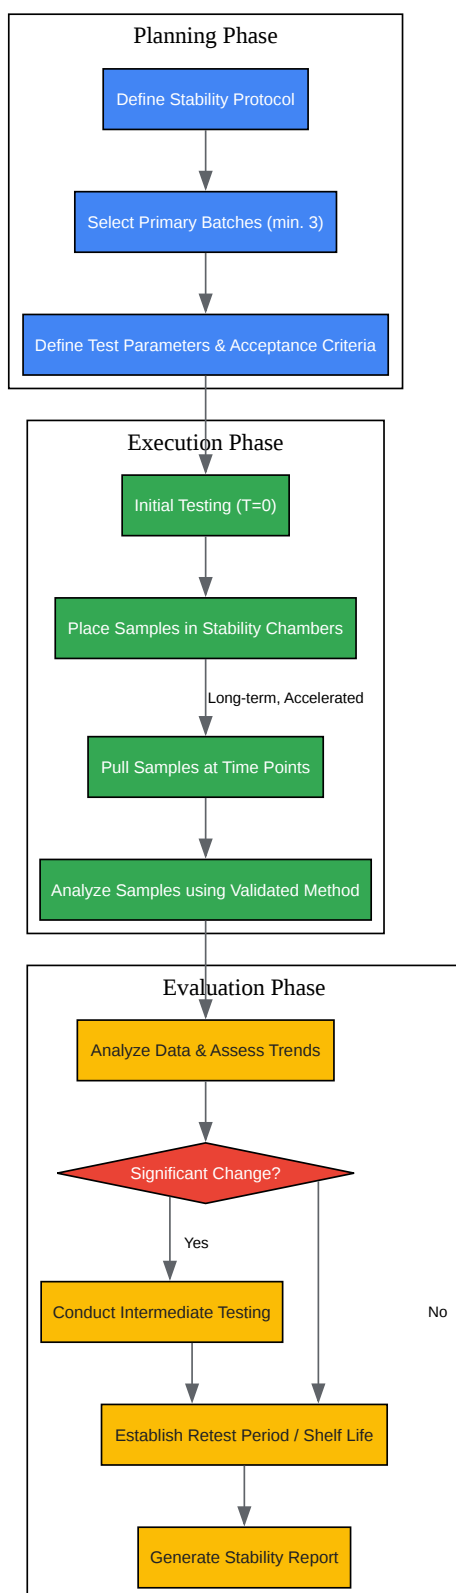 Planning Phase
Define Stability Protocol
Select Primary Batches (min. 3)
Define Test Parameters & Acceptance Criteria
Execution Phase
Initial Testing (T=0)
Place Samples in Stability Chambers
Long-term, Accelerated
Pull Samples at Time Points
Analyze Samples using Validated Method
Evaluation Phase
Analyze Data & Assess Trends
Significant Change?
Yes
Conduct Intermediate Testing
No
Establish Retest Period / Shelf Life
Generate Stability Report